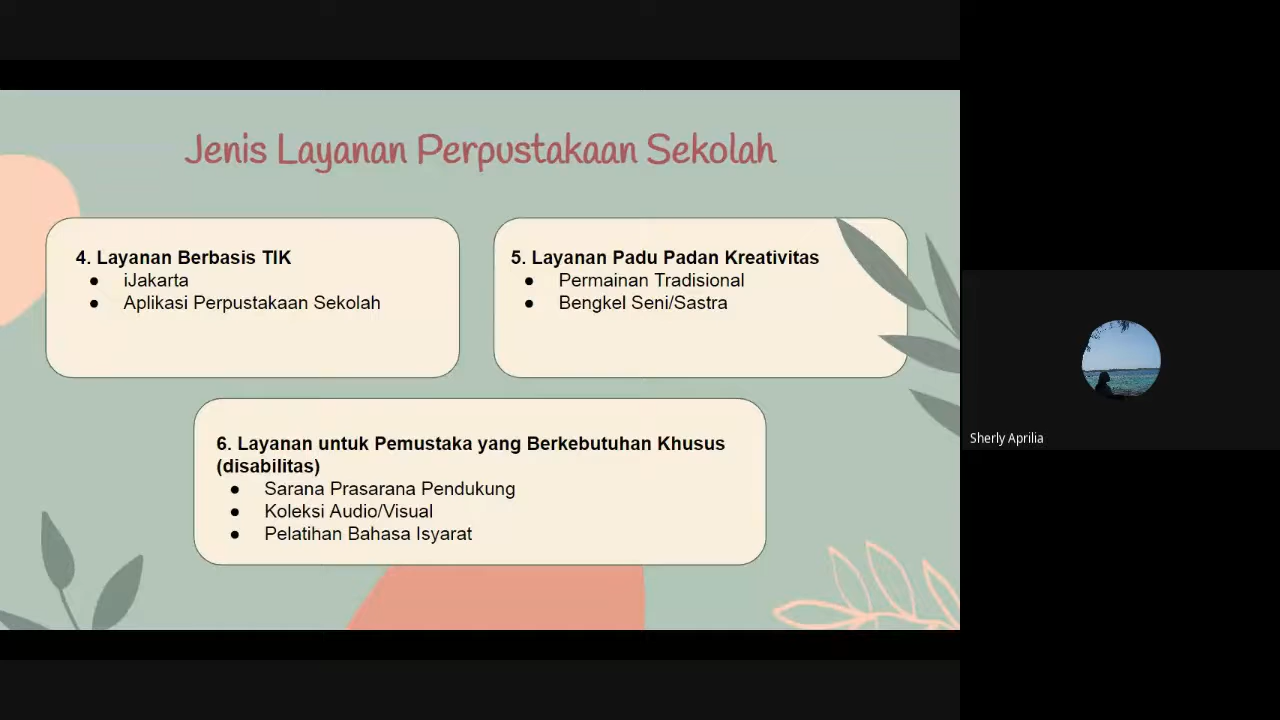 Jenis Layanan Perpustakaan Sekolah
4. Layanan Berbasis TIK
● iJakarta
● Aplikasi Perpustakaan Sekolah
5. Layanan Padu Padan Kreativitas
● Permainan Tradisional
● Bengkel Seni/Sastra
6. Layanan untuk Pemustaka yang Berkebutuhan Khusus
(disabilitas)
● Sarana Prasarana Pendukung
● Koleksi Audio/Visual
● Pelatihan Bahasa Isyarat
Sherly Aprilia